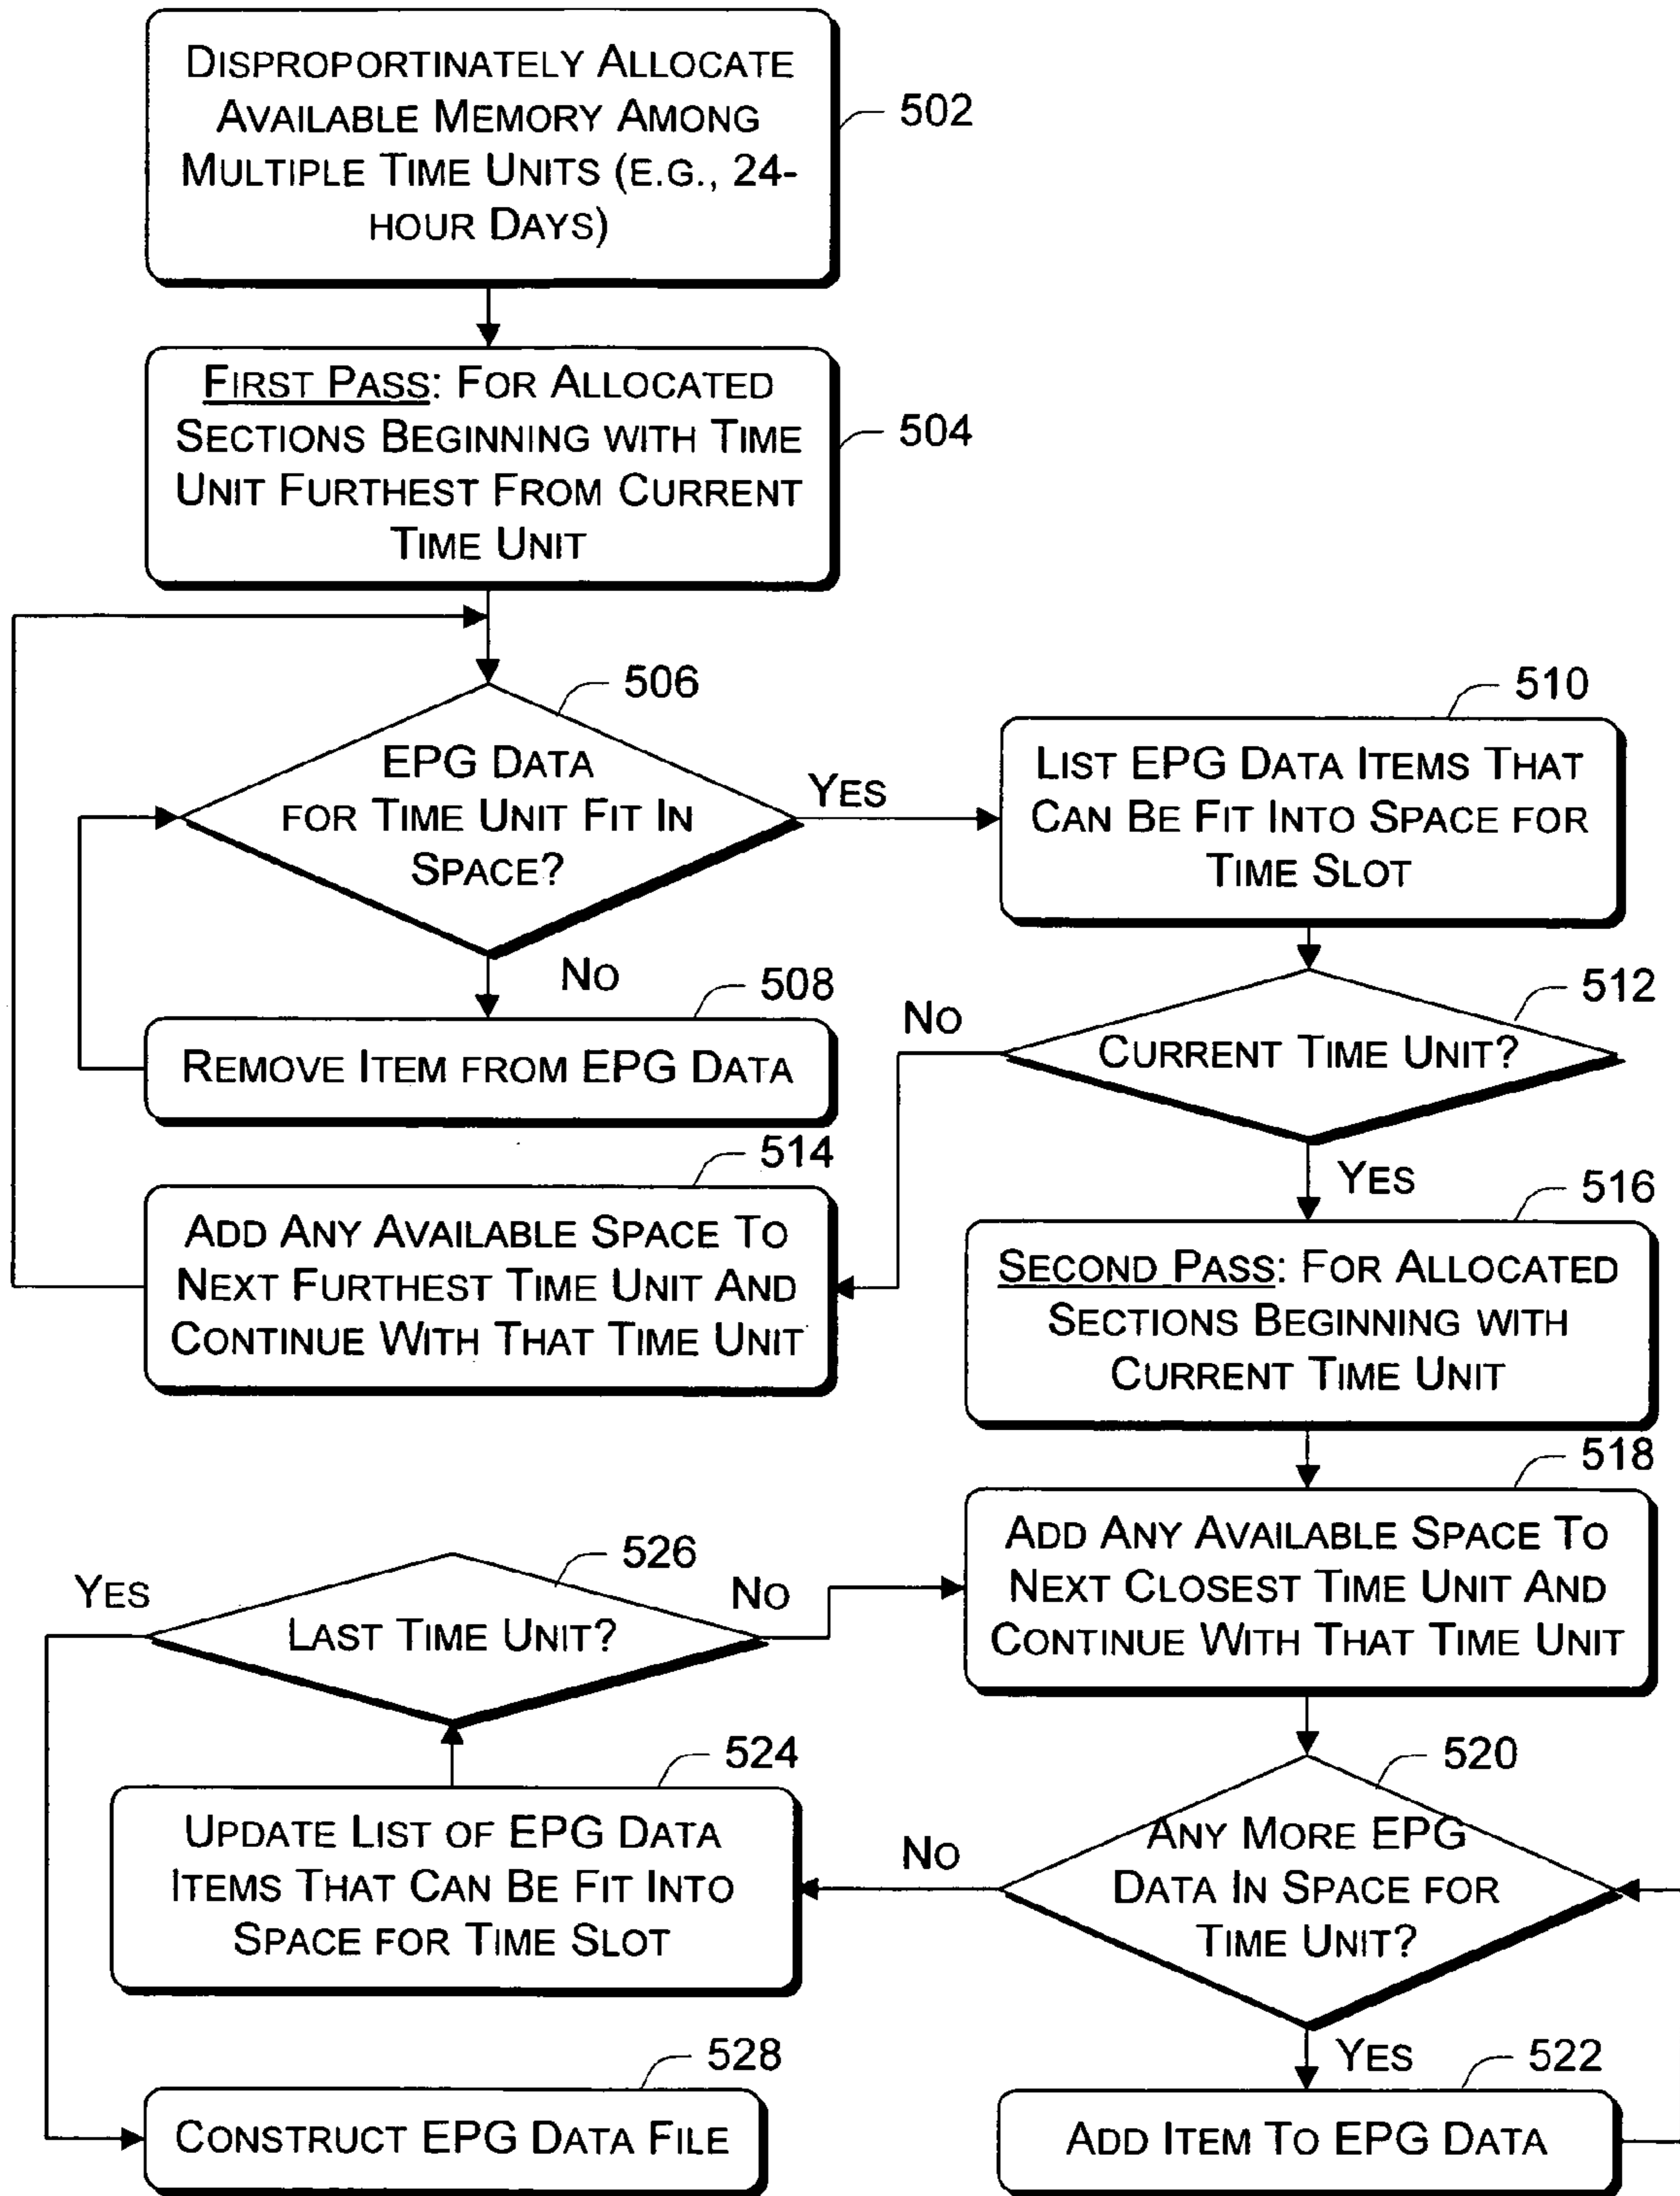 DISPROPORTINATELY ALLOCATE
AVAILABLE MEMORY AMONG
MULTIPLE TIME UNITS (E.G., 24-
HOUR DAYS)
502
FIRST PASS: FOR ALLOCATED
SECTIONS BEGINNING WITH TIME
UNIT FURTHEST FROM CURRENT
TIME UNIT
504
506
EPG DATA
FOR TIME UNIT FIT IN
SPACE?
YES
NO
510
LIST EPG DATA ITEMS THAT
CAN BE FIT INTO SPACE FOR
TIME SLOT
508
REMOVE ITEM FROM EPG DATA
512
CURRENT TIME UNIT?
NO
YES
514
ADD ANY AVAILABLE SPACE TO
NEXT FURTHEST TIME UNIT AND
CONTINUE WITH THAT TIME UNIT
516
SECOND PASS: FOR ALLOCATED
SECTIONS BEGINNING WITH
CURRENT TIME UNIT
518
ADD ANY AVAILABLE SPACE TO
NEXT CLOSEST TIME UNIT AND
CONTINUE WITH THAT TIME UNIT
526
LAST TIME UNIT?
YES
NO
520
ANY MORE EPG
DATA IN SPACE FOR
TIME UNIT?
NO
YES
524
UPDATE LIST OF EPG DATA
ITEMS THAT CAN BE FIT INTO
SPACE FOR TIME SLOT
522
ADD ITEM TO EPG DATA
528
CONSTRUCT EPG DATA FILE